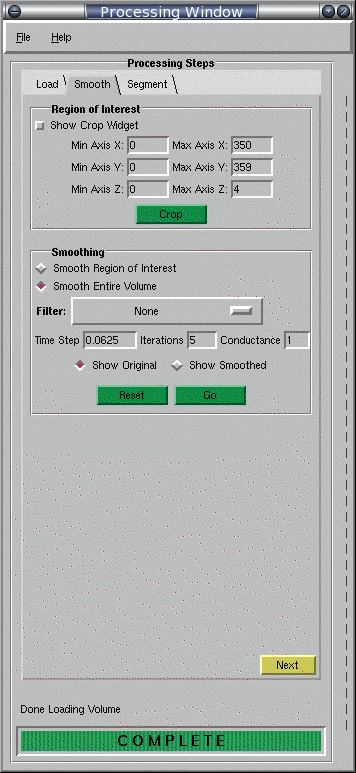 Processing Window
File Help
Processing Steps
Load Smooth Segment
Region of Interest
Show Crop Widget
Min Axis X: 0 Max Axis X: 350
Min Axis Y: 0 Max Axis Y: 359
Min Axis Z: 0 Max Axis Z: 4
Crop
Smoothing
Smooth Region of Interest
Smooth Entire Volume
Filter: None
Time Step 0.0625 Iterations 5 Conductance 1
Show Original Show Smoothed
Reset Go
Next
Done Loading Volume
COMPLETE